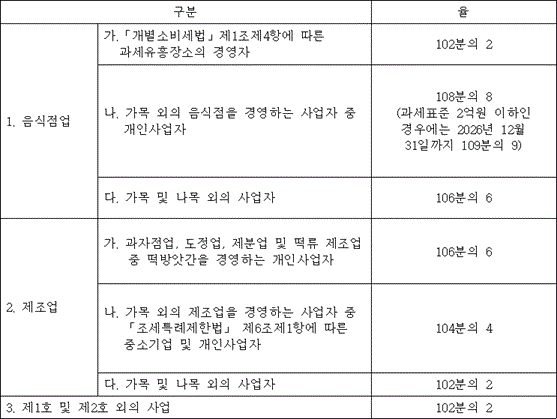 구분 율
1. 음식점업
가. 「개별소비세법」 제1조제4항에 따른
과세유흥장소의 경영자
102분의 2
나. 가목 외의 음식점을 경영하는 사업자 중
개인사업자
108분의 8
(과세표준 2억원 이하인
경우에는 2026년 12월
31일까지 109분의 9)
다. 가목 및 나목 외의 사업자
106분의 6
2. 제조업
가. 과자점업, 도정업, 제분업 및 떡류 제조업
중 떡방앗간을 경영하는 개인사업자
106분의 6
나. 가목 외의 제조업을 경영하는 사업자 중
「조세특례제한법」 제6조제1항에 따른
중소기업 및 개인사업자
104분의 4
다. 가목 및 나목 외의 사업자
102분의 2
3. 제1호 및 제2호 외의 사업
102분의 2